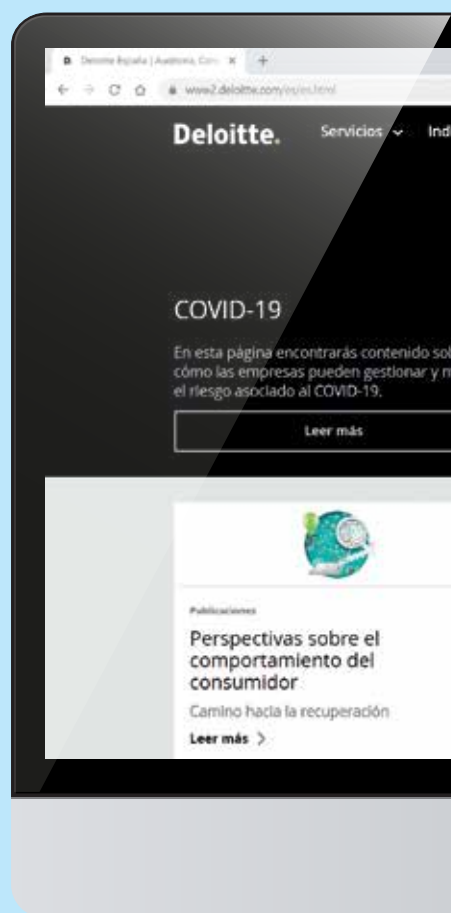 Deloitte España | Auditoría, Con
www2.deloitte.com/es/es.html
Deloitte.
Servicios
Ind
COVID-19
En esta página encontrarás contenido sob
cómo las empresas pueden gestionar y m
el riesgo asociado al COVID-19.
Leer más
Publicaciones
Perspectivas sobre el
comportamiento del
consumidor
Camino hacia la recuperación
Leer más